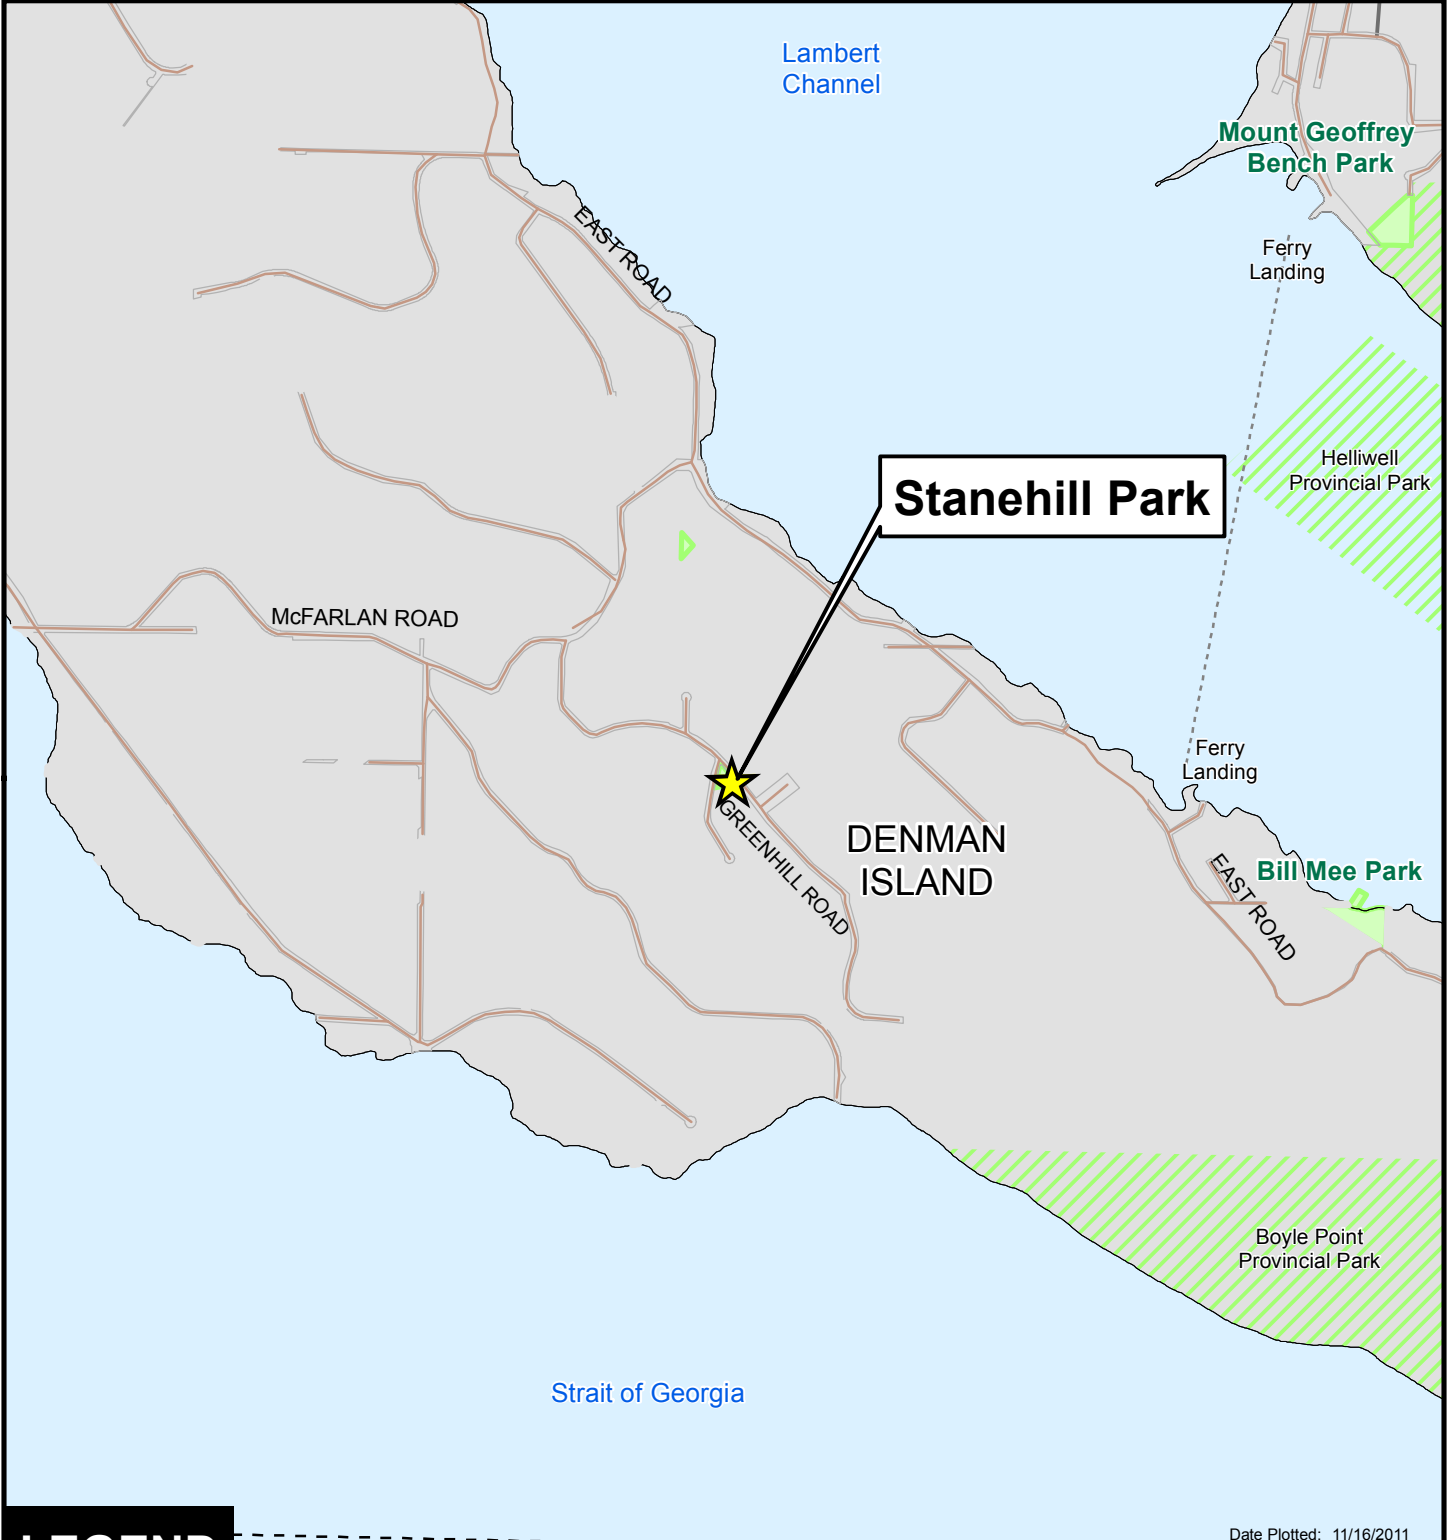 Lambert
Channel
Mount Geoffrey
Bench Park
EAST ROAD
Ferry
Landing
Helliwell
Provincial Park
Stanehill Park
McFARLAN ROAD
Ferry
Landing
GREENHILL ROAD
DENMAN
ISLAND
EAST ROAD
Bill Mee Park
Boyle Point
Provincial Park
Strait of Georgia
LEGEND
Date Plotted: 11/16/2011